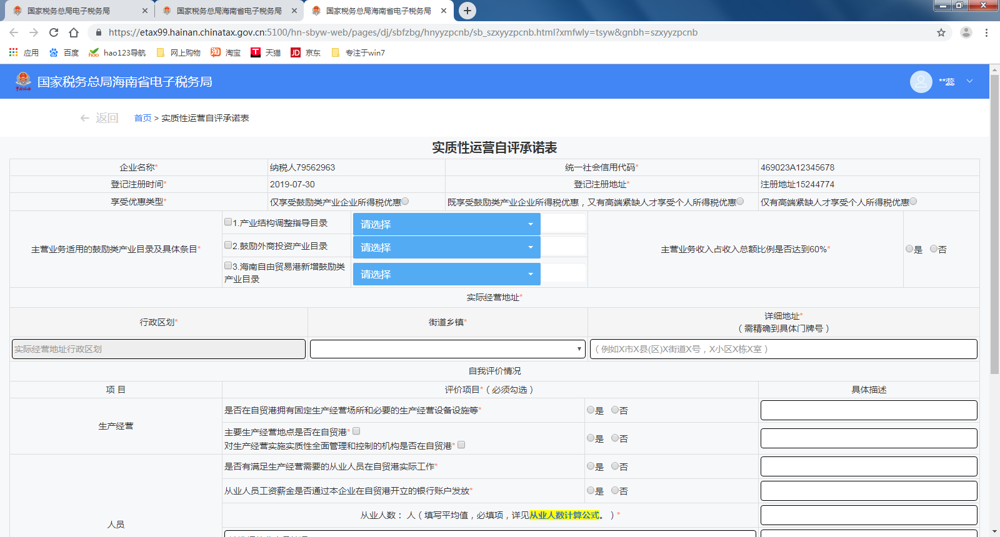 国家税务总局电子税务局
国家税务总局海南省电子税务局
国家税务总局海南省电子税务局
https://etax99.hainan.chinatax.gov.cn:5100/hn-sbyw-web/pages/dj/sbfzbg/hnyyzpcnb/sb_szxyyzpcnb.html?xmfwly=tsyw&gnbh=szxyyzpcnb
应用 百度 hao123导航 网上购物 淘 淘宝 T 天猫 JD 京东 专注于win7
国家税务总局海南省电子税务局 **蕊
← 返回 首页 > 实质性运营自评承诺表
实质性运营自评承诺表
企业名称* 纳税人79562963 统一社会信用代码* 469023A12345678
登记注册时间* 2019-07-30 登记注册地址* 注册地址15244774
享受优惠类型* 仅享受鼓励类产业企业所得税优惠 既享受鼓励类产业企业所得税优惠，又有高端紧缺人才享受个人所得税优惠 仅有高端紧缺人才享受个人所得税优惠
主营业务适用的鼓励类产业目录及具体条目*
1.产业结构调整指导目录 请选择
2.鼓励外商投资产业目录 请选择
3.海南自由贸易港新增鼓励类
产业目录
请选择
主营业务收入占收入总额比例是否达到60%* 是 否
实际经营地址*
行政区划* 街道乡镇* 详细地址*
（需精确到具体门牌号）
实际经营地址行政区划 （例如X市X县(区)X街道X号，X小区X栋X室）
自我评价情况
项 目 评价项目*（必须勾选） 具体描述
生产经营
是否在自贸港拥有固定生产经营场所和必要的生产经营设备设施等* 是 否
主要生产经营地点是否在自贸港*
对生产经营实施实质性全面管理和控制的机构是否在自贸港*
是 否
人员
是否有满足生产经营需要的从业人员在自贸港实际工作* 是 否
从业人员工资薪金是否通过本企业在自贸港开立的银行账户发放* 是 否
从业人数： 人（填写平均值，必填项，详见从业人数计算公式。）*